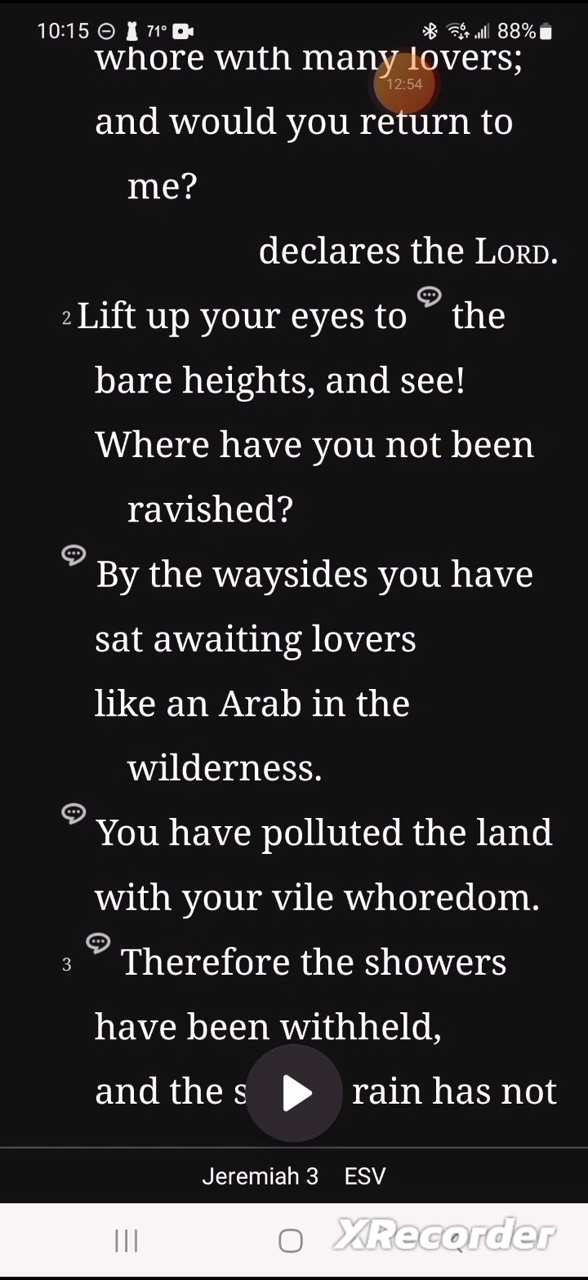 10:15 71° 88%
whore with many lovers;
12:54
and would you return to
me?
declares the LORD.
2 Lift up your eyes to the
bare heights, and see!
Where have you not been
ravished?
By the waysides you have
sat awaiting lovers
like an Arab in the
wilderness.
You have polluted the land
with your vile whoredom.
3 Therefore the showers
have been withheld,
and the s rain has not
Jeremiah 3 ESV
XRecorder